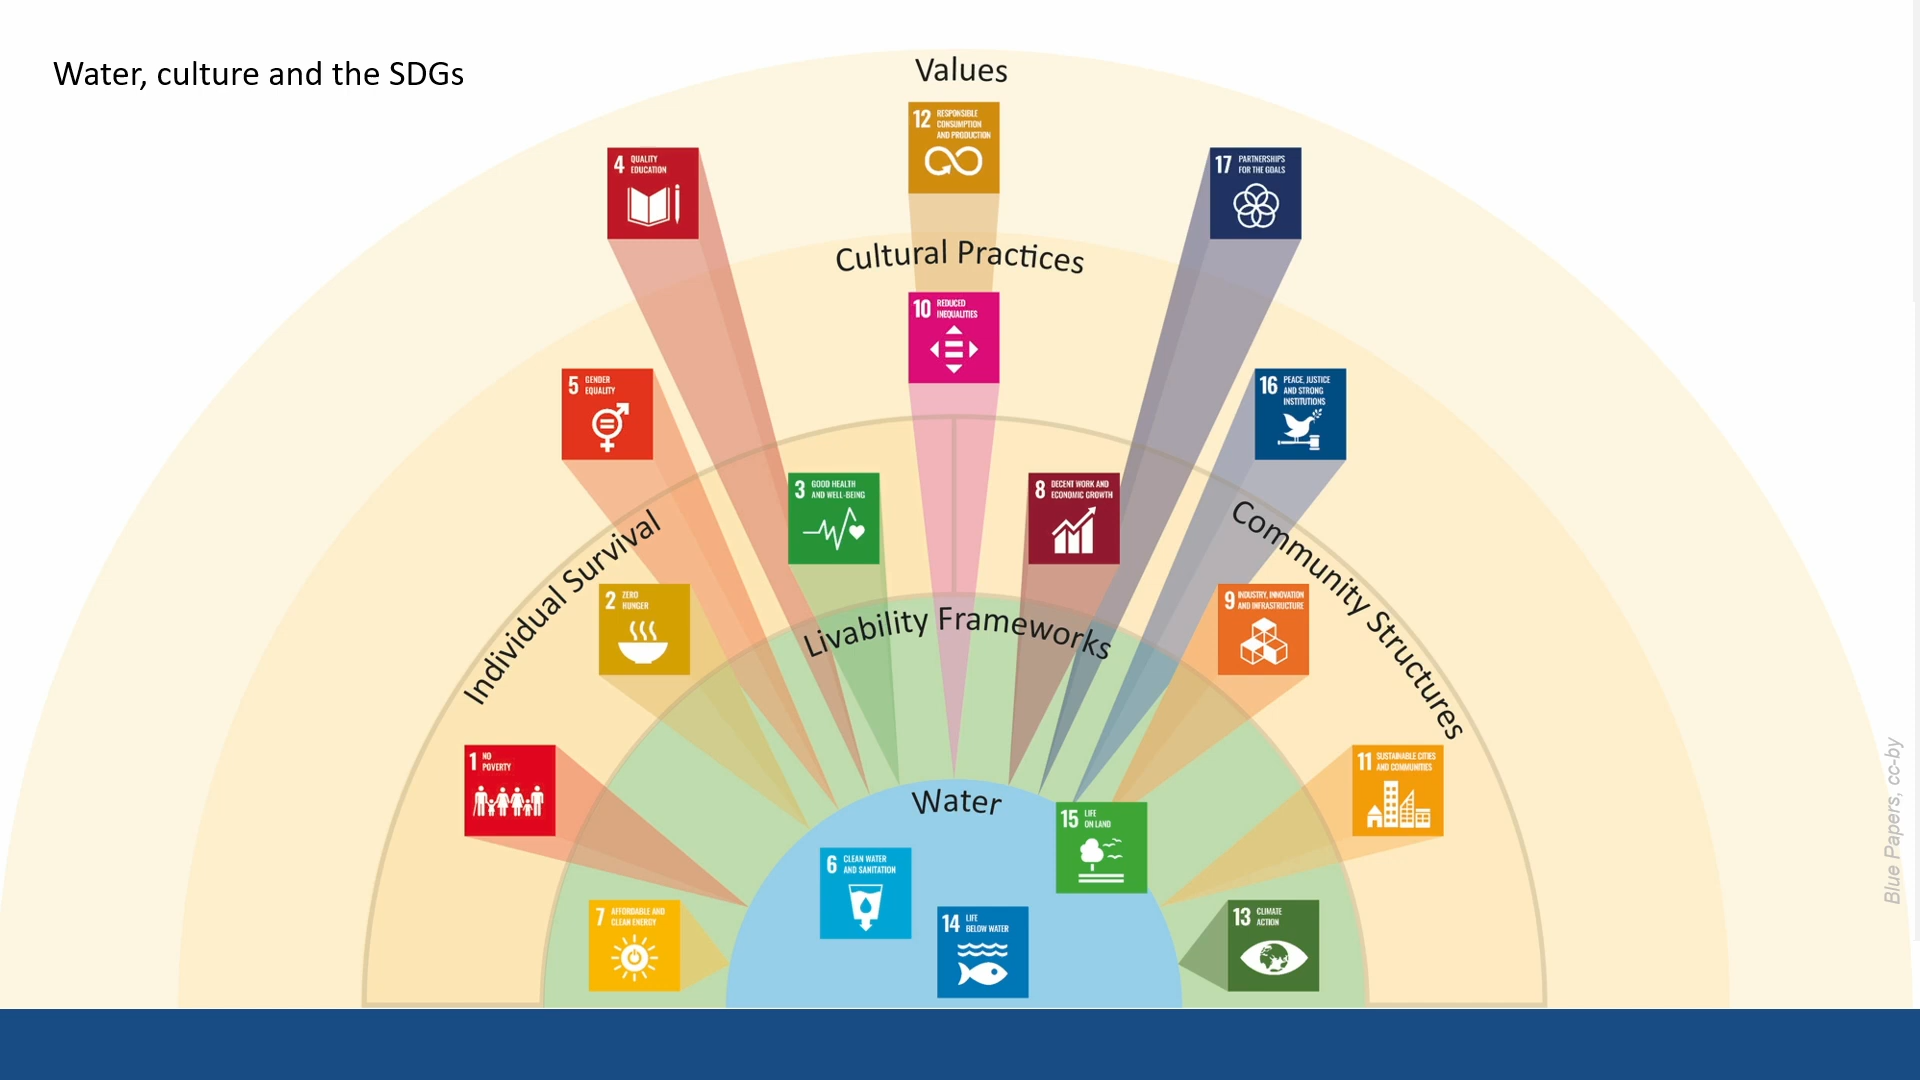 Water, culture and the SDGs
Values
12 RESPONSIBLE
CONSUMPTION
AND PRODUCTION
4 QUALITY
EDUCATION
17 PARTNERSHIPS
FOR THE GOALS
Cultural Practices
10 REDUCED
INEQUALITIES
5 GENDER
EQUALITY
16 PEACE, JUSTICE
AND STRONG
INSTITUTIONS
3 GOOD HEALTH
AND WELL-BEING
8 DECENT WORK AND
ECONOMIC GROWTH
Individual Survival
Community Structures
2 ZERO
HUNGER
9 INDUSTRY, INNOVATION
AND INFRASTRUCTURE
Livability Frameworks
1 NO
POVERTY
11 SUSTAINABLE CITIES
AND COMMUNITIES
Water
15 LIFE
ON LAND
6 CLEAN WATER
AND SANITATION
7 AFFORDABLE AND
CLEAN ENERGY
14 LIFE
BELOW WATER
13 CLIMATE
ACTION
Blue Papers, cc-by